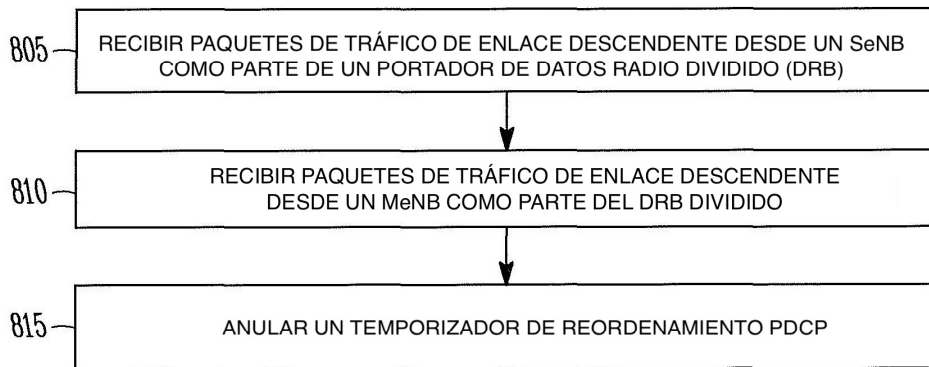 805
RECIBIR PAQUETES DE TRÁFICO DE ENLACE DESCENDENTE DESDE UN SeNB
COMO PARTE DE UN PORTADOR DE DATOS RADIO DIVIDIDO (DRB)
810
RECIBIR PAQUETES DE TRÁFICO DE ENLACE DESCENDENTE
DESDE UN MeNB COMO PARTE DEL DRB DIVIDIDO
815
ANULAR UN TEMPORIZADOR DE REORDENAMIENTO PDCP